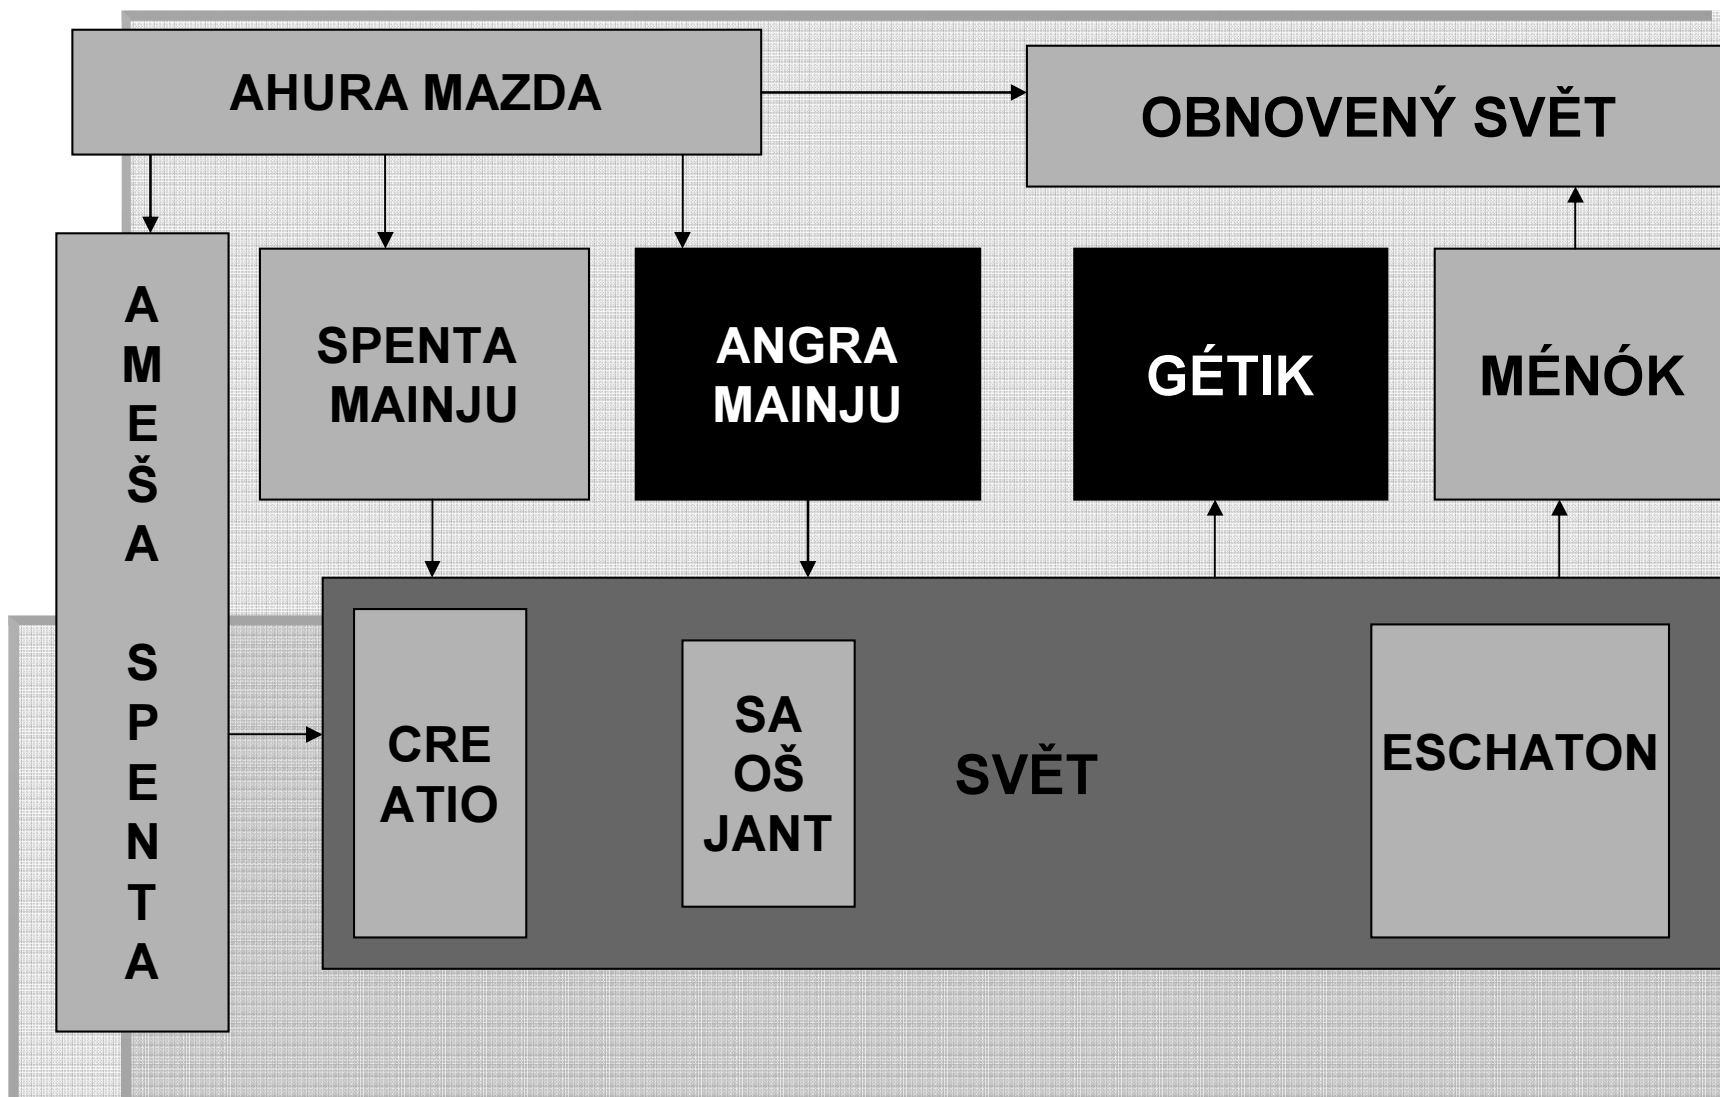 AHURA MAZDA
OBNOVENÝ SVĚT
A
M
E
Š
A
S
P
E
N
T
A
SPENTA
MAINJU
ANGRA
MAINJU
GÉTIK
MÉNÓK
CRE
ATIO
SA
OŠ
JANT
SVĚT
ESCHATON